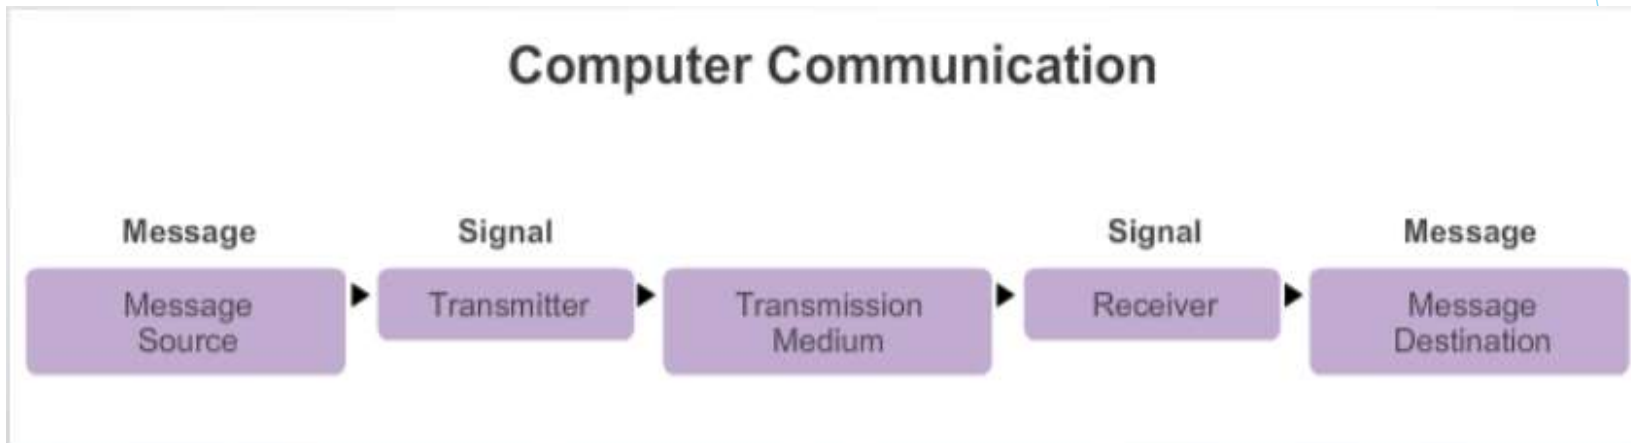 Computer Communication
Message
Signal
Signal
Message
Message
Source
Transmitter
Transmission
Medium
Receiver
Message
Destination